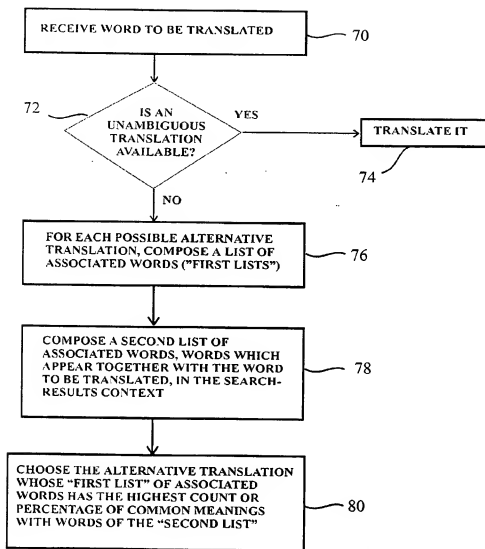 RECEIVE WORD TO BE TRANSLATED
70
72
IS AN
UNAMBIGUOUS
TRANSLATION
AVAILABLE?
YES
TRANSLATE IT
74
NO
FOR EACH POSSIBLE ALTERNATIVE
TRANSLATION, COMPOSE A LIST OF
ASSOCIATED WORDS ("FIRST LISTS")
76
COMPOSE A SECOND LIST OF
ASSOCIATED WORDS, WORDS WHICH
APPEAR TOGETHER WITH THE WORD
TO BE TRANSLATED, IN THE SEARCH-
RESULTS CONTEXT
78
CHOOSE THE ALTERNATIVE TRANSLATION
WHOSE "FIRST LIST" OF ASSOCIATED
WORDS HAS THE HIGHEST COUNT OR
PERCENTAGE OF COMMON MEANINGS
WITH WORDS OF THE "SECOND LIST"
80